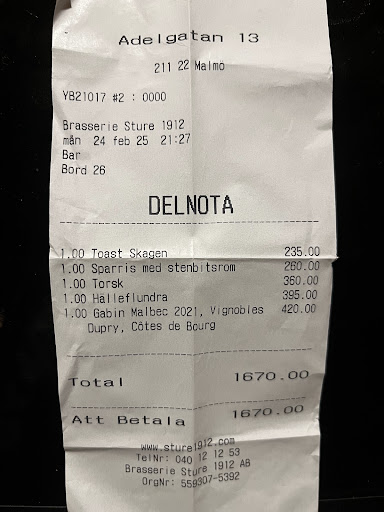 Adelgatan 13
211 22 Malmö
YB21017 #2 : 0000
Brasserie Sture 1912
mån 24 feb 25 21:27
Bar
Bord 26
DELNOTA
1.00 Toast Skagen 235.00
1.00 Sparris med stenbitsrom 260.00
1.00 Torsk 360.00
1.00 Hälleflundra 395.00
1.00 Gabin Malbec 2021, Vignobles 420.00
Dupry, Côtes de Bourg
Total 1670.00
Att Betala 1670.00
www.sture1912.com
TelNr: 040 12 12 53
Brasserie Sture 1912 AB
OrgNr: 559307-5392